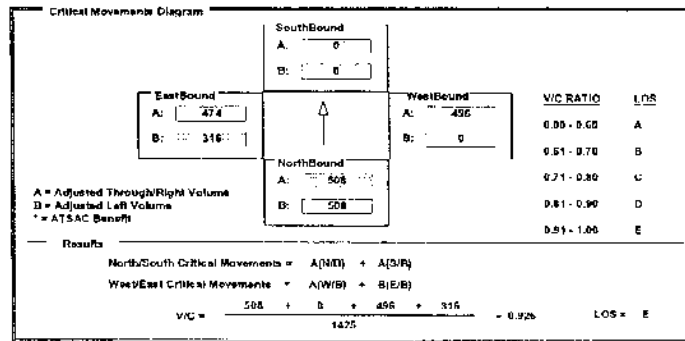 Critical Movements Diagram
SouthBound
A: 0
B: 0
EastBound
A: 474
B: 316
WestBound
A: 496
B: 0
NorthBound
A: 508
B: 508
V/C RATIO LOS
0.00 - 0.60 A
0.61 - 0.70 B
0.71 - 0.80 C
0.81 - 0.90 D
0.91 - 1.00 E
A = Adjusted Through/Right Volume
B = Adjusted Left Volume
* = ATSAC Benefit
Results
North/South Critical Movements = A(N/B) + A(S/B)
West/East Critical Movements = A(W/B) + B(E/B)
V/C = 508 + 0 + 496 + 316 = 0.926 LOS = E
1425